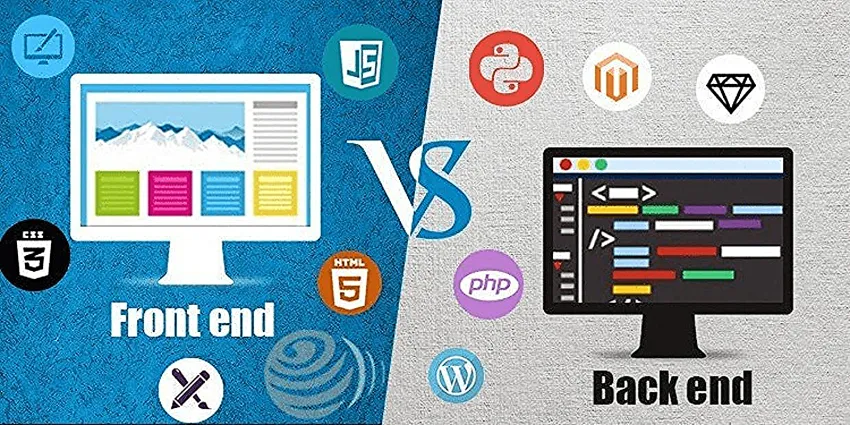 JS
VS
CSS
3
HTML
5
Front end
php
W
< >
/>
Back end